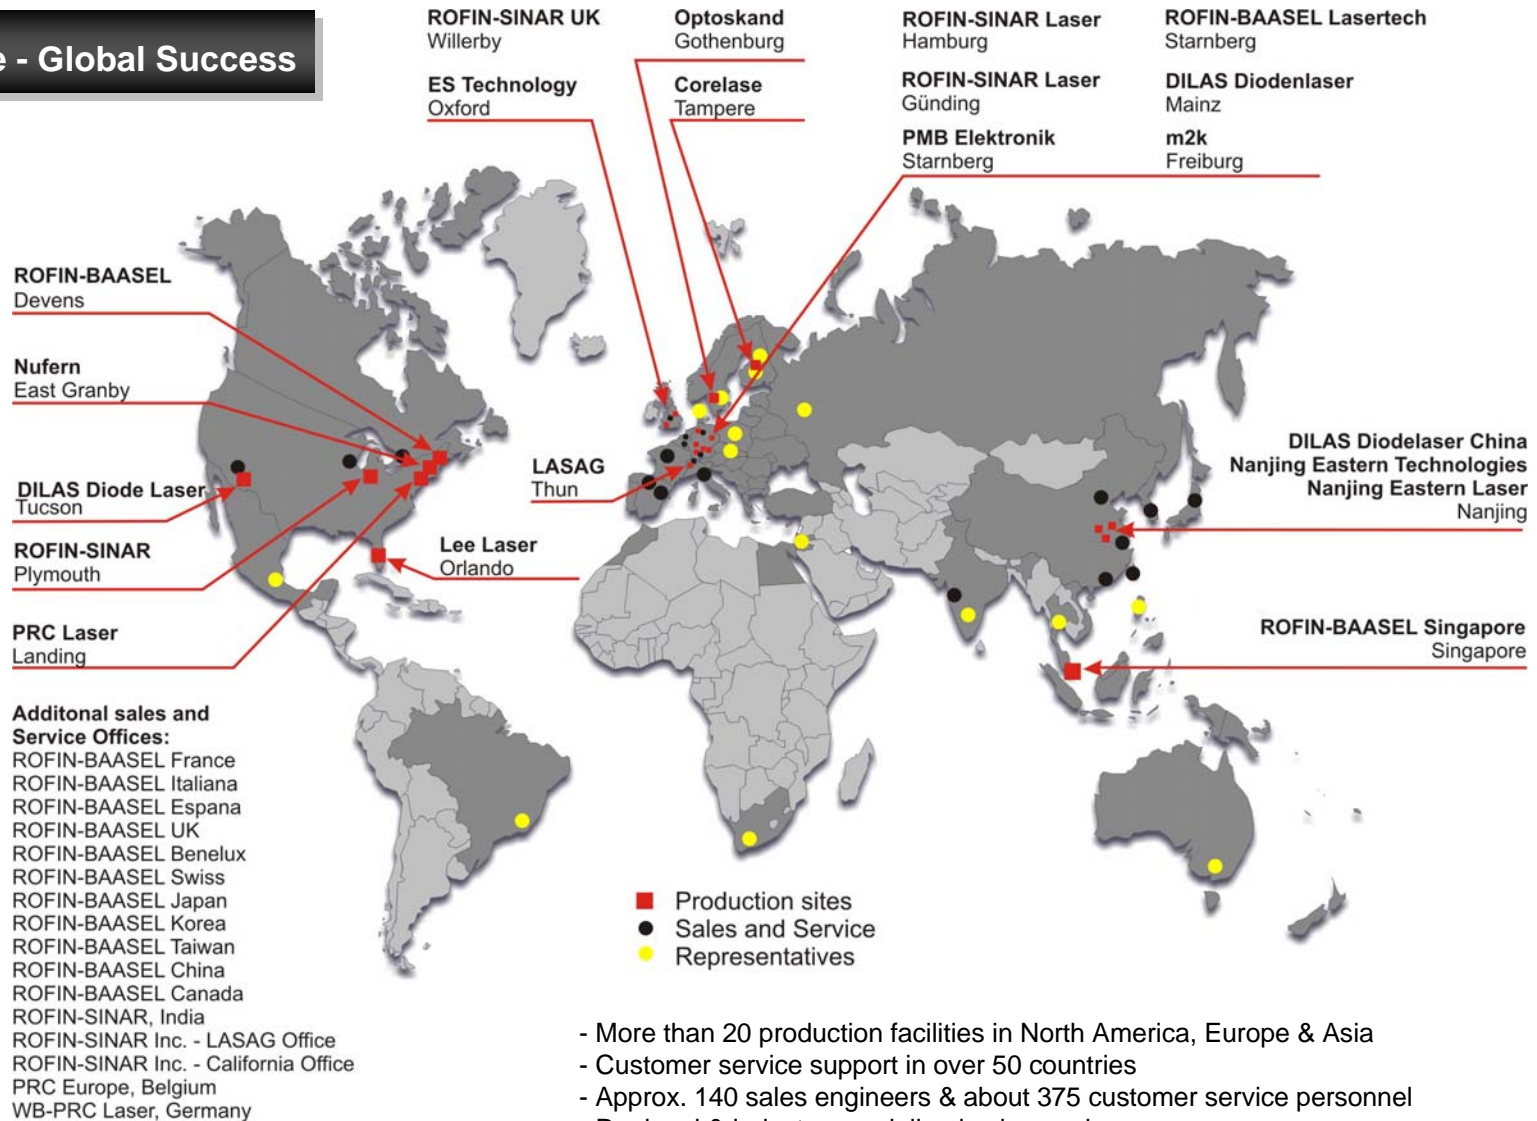 - Global Success
ROFIN-SINAR UK
Willerby
ES Technology
Oxford
Optoskand
Gothenburg
Corelase
Tampere
ROFIN-SINAR Laser
Hamburg
ROFIN-SINAR Laser
Günding
PMB Elektronik
Starnberg
ROFIN-BAASEL Lasertech
Starnberg
DILAS Diodenlaser
Mainz
m2k
Freiburg
ROFIN-BAASEL
Devens
Nufern
East Granby
DILAS Diode Laser
Tucson
ROFIN-SINAR
Plymouth
PRC Laser
Landing
Lee Laser
Orlando
LASAG
Thun
DILAS Diodelaser China
Nanjing Eastern Technologies
Nanjing Eastern Laser
Nanjing
ROFIN-BAASEL Singapore
Singapore
Additonal sales and
Service Offices:
ROFIN-BAASEL France
ROFIN-BAASEL Italiana
ROFIN-BAASEL Espana
ROFIN-BAASEL UK
ROFIN-BAASEL Benelux
ROFIN-BAASEL Swiss
ROFIN-BAASEL Japan
ROFIN-BAASEL Korea
ROFIN-BAASEL Taiwan
ROFIN-BAASEL China
ROFIN-BAASEL Canada
ROFIN-SINAR, India
ROFIN-SINAR Inc. - LASAG Office
ROFIN-SINAR Inc. - California Office
PRC Europe, Belgium
WB-PRC Laser, Germany
Production sites
Sales and Service
Representatives
- More than 20 production facilities in North America, Europe & Asia
- Customer service support in over 50 countries
- Approx. 140 sales engineers & about 375 customer service personnel